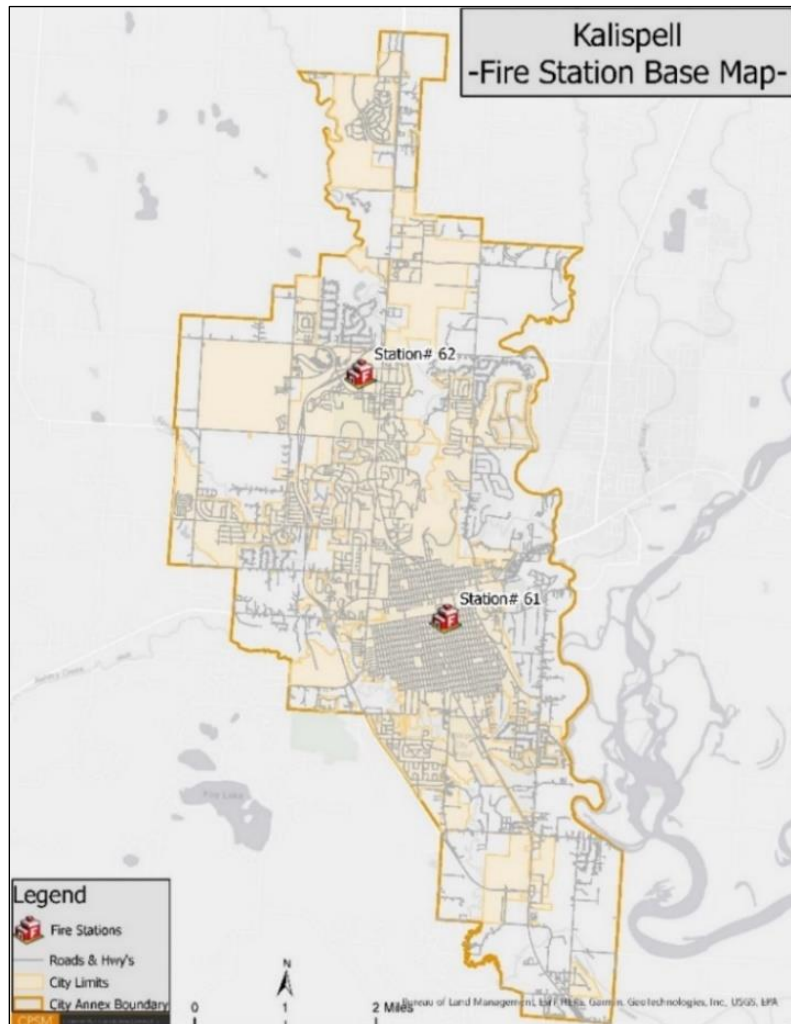 Kalispell
-Fire Station Base Map-
Station# 62
Station# 61
Legend
Fire Stations
Roads & Hwy's
City Limits
City Annex Boundary
CPSM
N
0 1 2 Miles
Bureau of Land Management, Esri, HERE, Garmin, GeoTechnologies, Inc., USGS, EPA